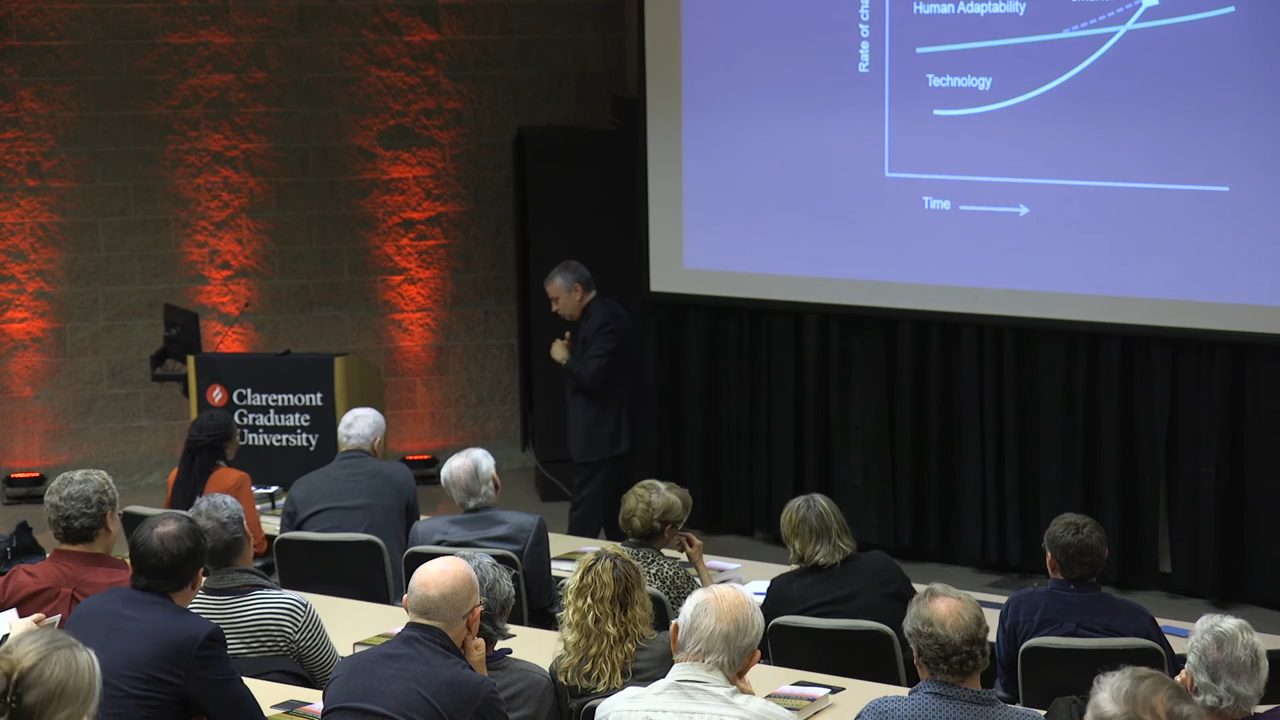 Human Adaptability
Rate of cha
Technology
Time
Claremont
Graduate
University